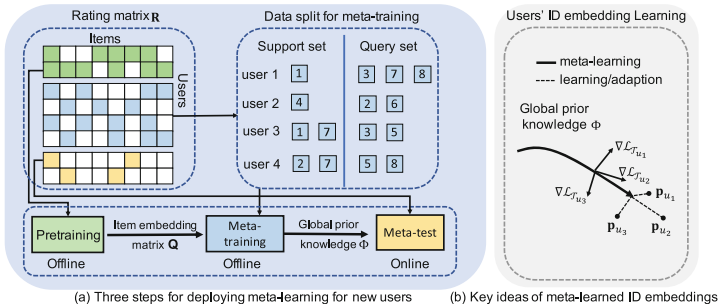 Rating matrix R
Items
Users
Data split for meta-training
Support set
Query set
user 1
1
3
7
8
user 2
4
2
6
user 3
1
7
3
5
user 4
2
7
5
8
Pretraining
Item embedding
matrix Q
Meta-
training
Global prior
knowledge Φ
Meta-test
Offline
Offline
Online
(a) Three steps for deploying meta-learning for new users
Users' ID embedding Learning
meta-learning
learning/adaption
Global prior
knowledge Φ
∇ℒ𝒯u1
∇ℒ𝒯u2
∇ℒ𝒯u3
pu1
pu3
pu2
(b) Key ideas of meta-learned ID embeddings